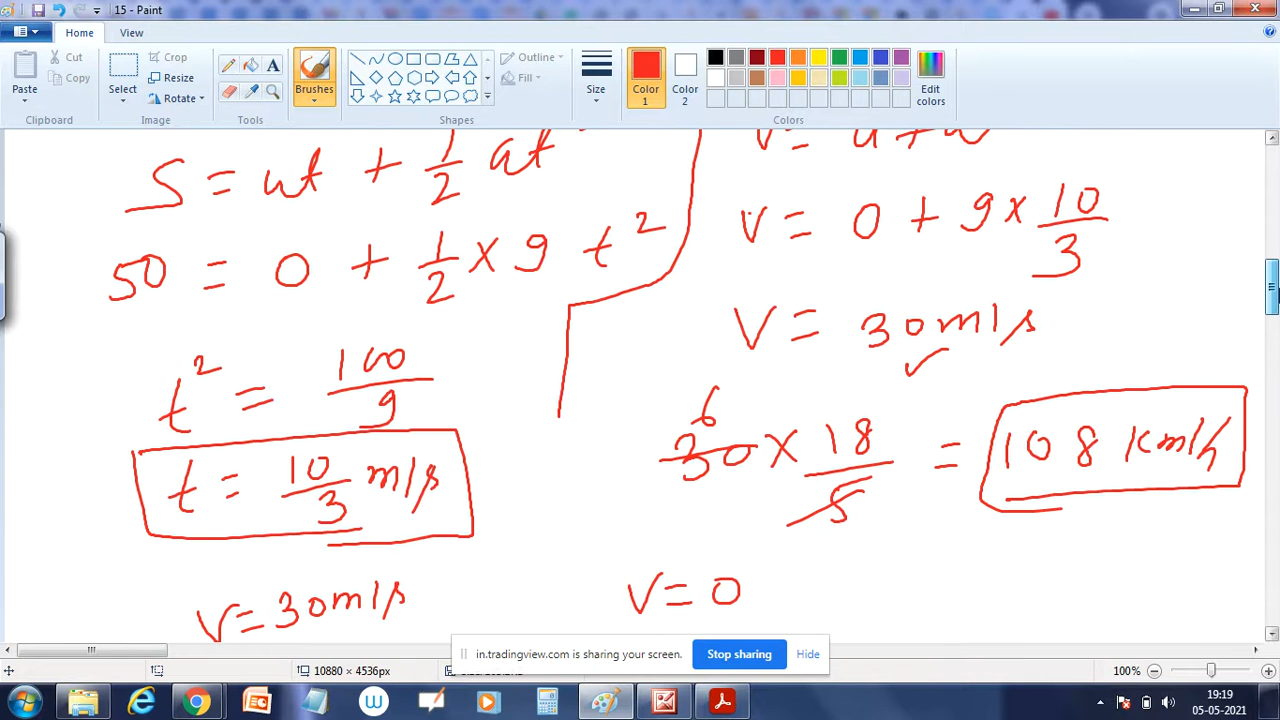 15 - Paint
Home View
Paste
Cut
Copy
Clipboard
Select
Crop
Resize
Rotate
Image
A
Tools
Brushes
Outline
Fill
Shapes
Size
Color 1
Color 2
Edit colors
Colors
S = ut + 1/2 at
50 = 0 + 1/2 × 9 t²
t² = 100/9
t = 10/3 m/s
V = 30 m/s
V = u + a
V = 0 + 9 × 10/3
V = 30 m/s
6
30 × 18/5 = 108 Km/h
V = 0
in.tradingview.com is sharing your screen. Stop sharing Hide
10880 × 4536px
100%
19:19
05-05-2021